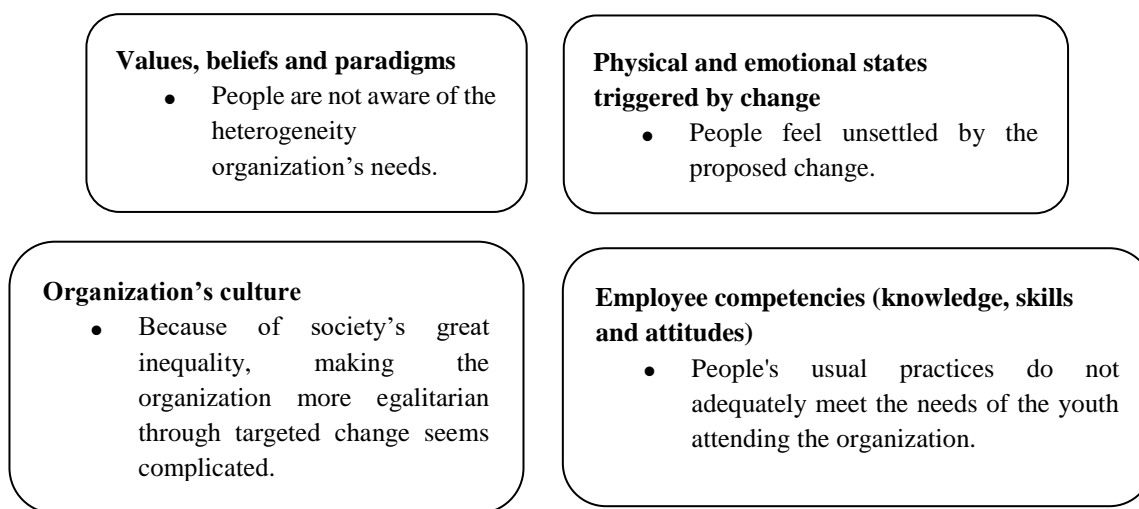 Values, beliefs and paradigms
● People are not aware of the
heterogeneity
organization’s needs.
Physical and emotional states
triggered by change
● People feel unsettled by the
proposed change.
Organization’s culture
● Because of society’s great
inequality, making the
organization more egalitarian
through targeted change seems
complicated.
Employee competencies (knowledge, skills
and attitudes)
● People's usual practices do not
adequately meet the needs of the youth
attending the organization.